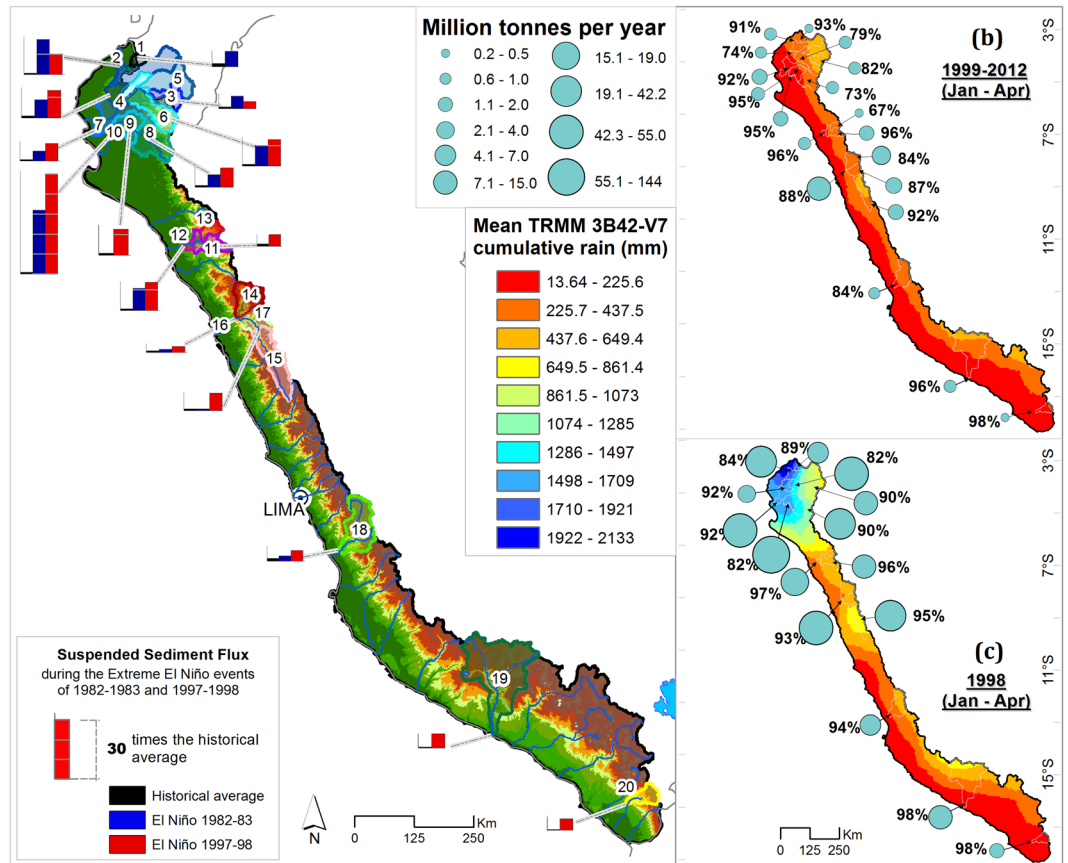 1
2
5
3
4
6
7
9
10
8
13
12
11
14
17
16
15
LIMA
18
19
20
Suspended Sediment Flux
during the Extreme El Niño events
of 1982-1983 and 1997-1998
30 times the historical
average
Historical average
El Niño 1982-83
El Niño 1997-98
N
0 125 250
Km
Million tonnes per year
0.2 - 0.5
0.6 - 1.0
1.1 - 2.0
2.1 - 4.0
4.1 - 7.0
7.1 - 15.0
15.1 - 19.0
19.1 - 42.2
42.3 - 55.0
55.1 - 144
Mean TRMM 3B42-V7
cumulative rain (mm)
13.64 - 225.6
225.7 - 437.5
437.6 - 649.4
649.5 - 861.4
861.5 - 1073
1074 - 1285
1286 - 1497
1498 - 1709
1710 - 1921
1922 - 2133
(b)
1999-2012
(Jan - Apr)
91%
93%
79%
74%
82%
92%
73%
95%
67%
95%
96%
96%
84%
88%
87%
92%
84%
96%
98%
3°S
7°S
11°S
15°S
(c)
1998
(Jan - Apr)
84%
89%
82%
92%
90%
92%
90%
82%
96%
97%
95%
93%
94%
98%
98%
3°S
7°S
11°S
15°S
Km
0 125 250